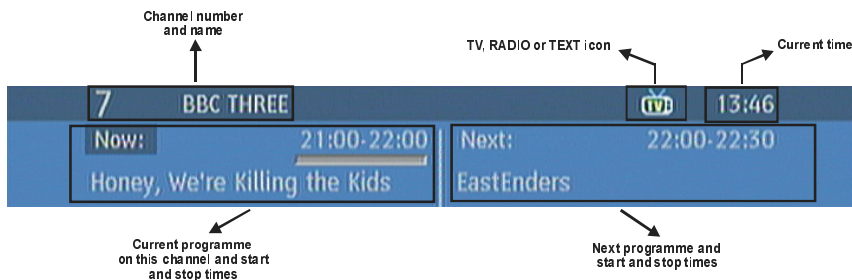 Channel number
and name
TV, RADIO or TEXT icon
Current time
7 BBC THREE
TV
13:46
Now: 21:00-22:00
Honey, We're Killing the Kids
Next: 22:00-22:30
EastEnders
Current programme
on this channel and start
and stop times
Next programme and
start and stop times